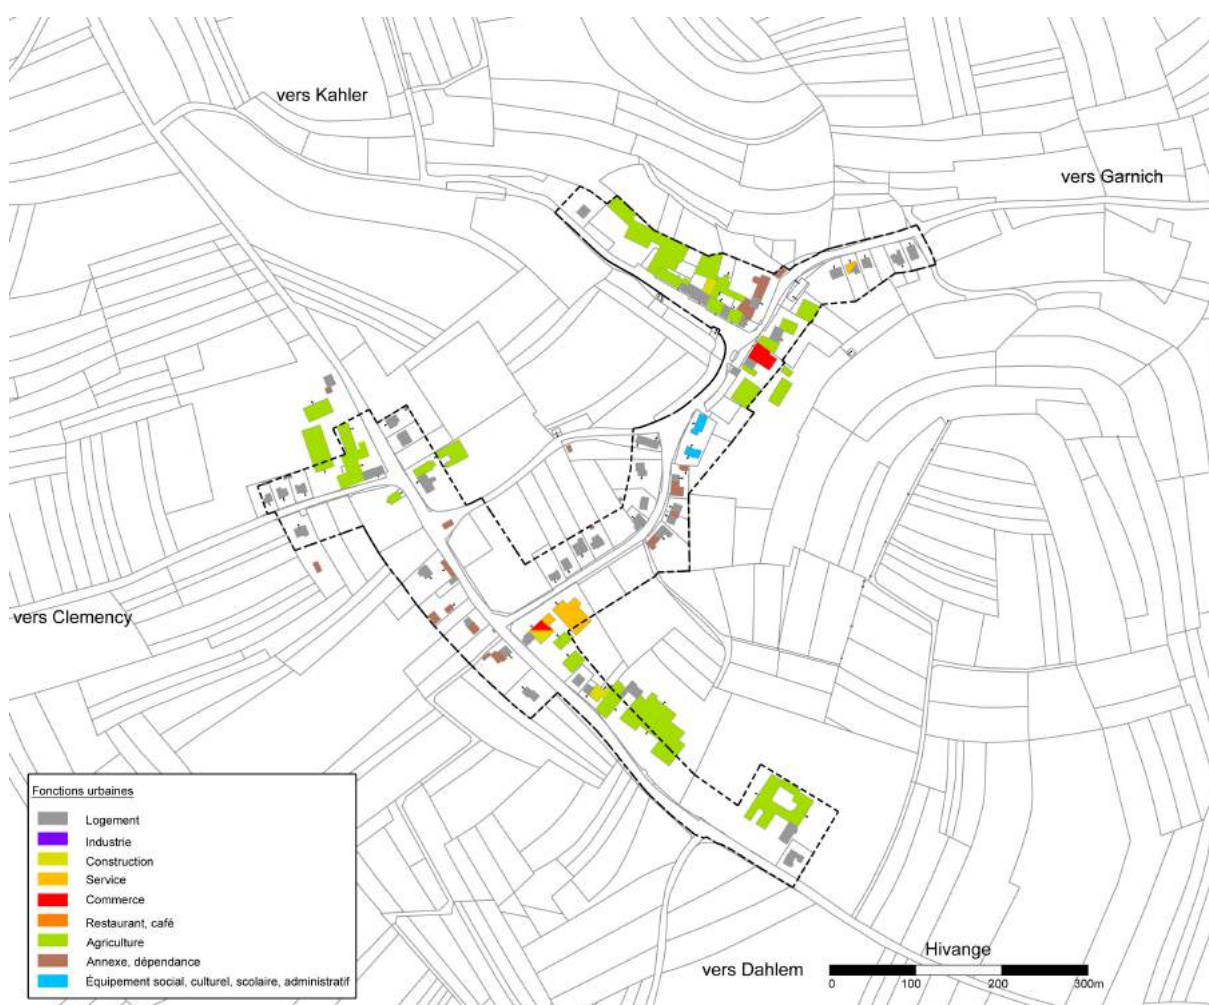 vers Kahler
vers Garnich
vers Clemency
Fonctions urbaines
Logement
Industrie
Construction
Service
Commerce
Restaurant, café
Agriculture
Annexe, dépendance
Équipement social, culturel, scolaire, administratif
Hivange
vers Dahlem
0 100 200 300m